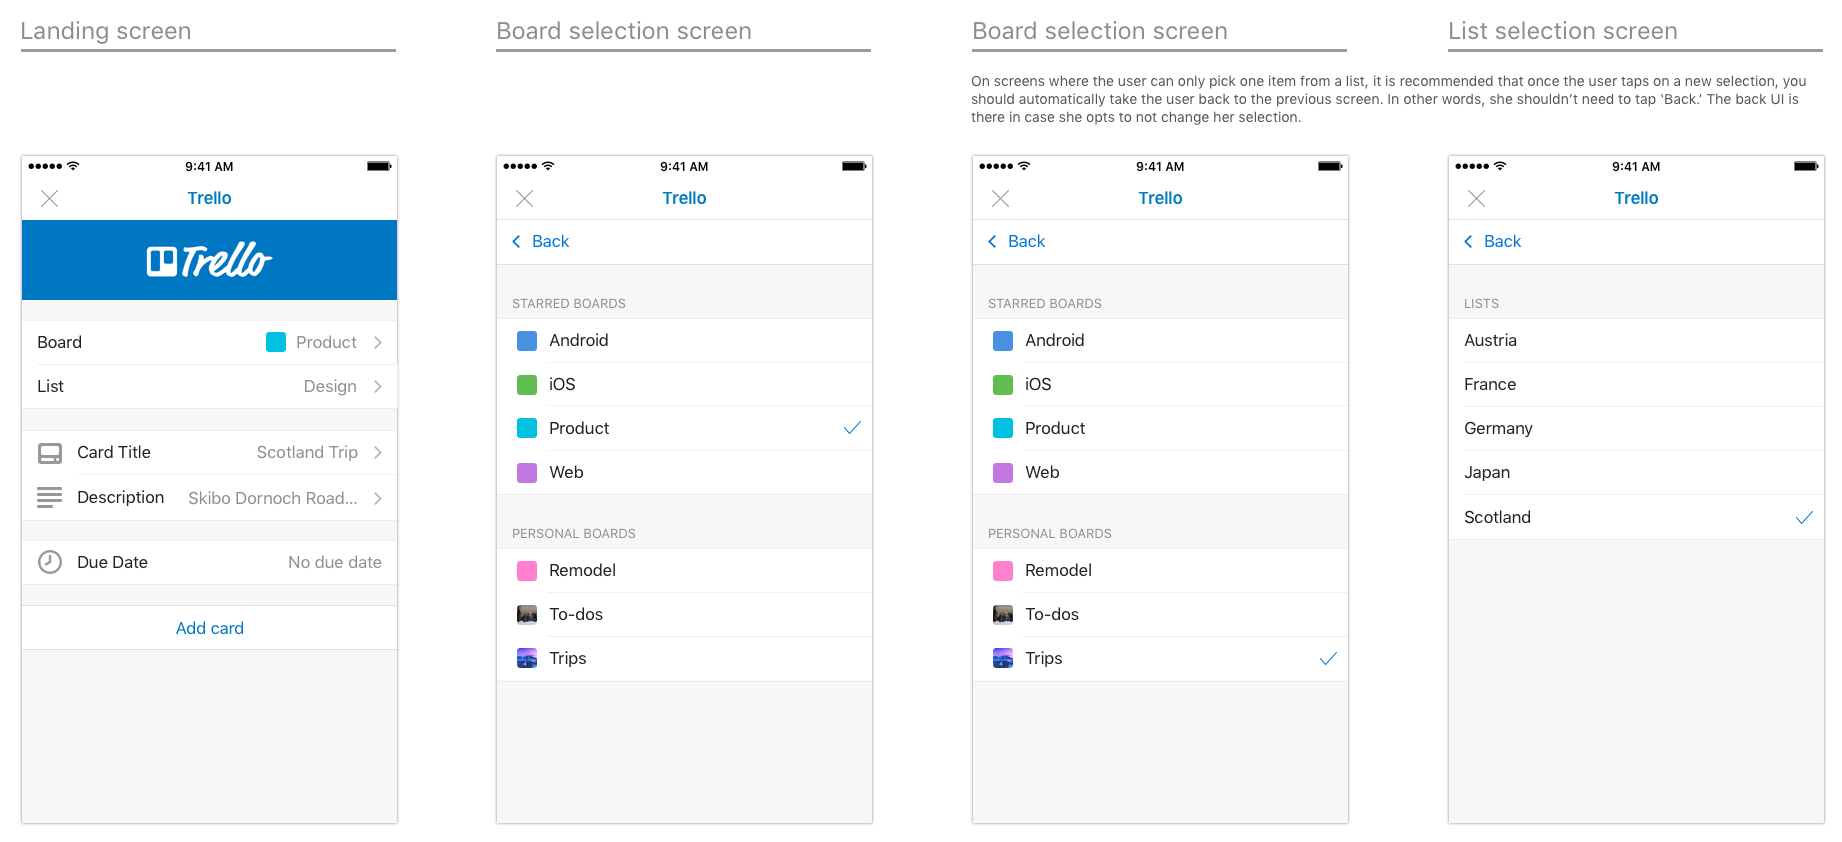 Landing screen
Board selection screen
Board selection screen
List selection screen
On screens where the user can only pick one item from a list, it is recommended that once the user taps on a new selection, you
should automatically take the user back to the previous screen. In other words, she shouldn’t need to tap ‘Back.’ The back UI is
there in case she opts to not change her selection.
9:41 AM
Trello
Trello
Board Product
List Design
Card Title Scotland Trip
Description Skibo Dornoch Road...
Due Date No due date
Add card
9:41 AM
Trello
Back
STARRED BOARDS
Android
iOS
Product
Web
PERSONAL BOARDS
Remodel
To-dos
Trips
9:41 AM
Trello
Back
STARRED BOARDS
Android
iOS
Product
Web
PERSONAL BOARDS
Remodel
To-dos
Trips
9:41 AM
Trello
Back
LISTS
Austria
France
Germany
Japan
Scotland